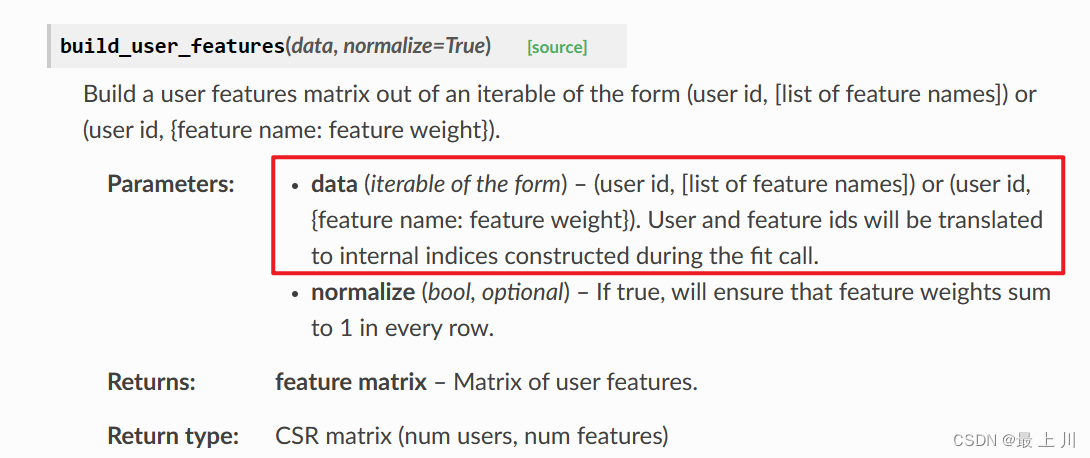 build_user_features(data, normalize=True) [source]
Build a user features matrix out of an iterable of the form (user id, [list of feature names]) or
(user id, {feature name: feature weight}).
Parameters:
• data (iterable of the form) – (user id, [list of feature names]) or (user id,
{feature name: feature weight}). User and feature ids will be translated
to internal indices constructed during the fit call.
• normalize (bool, optional) – If true, will ensure that feature weights sum
to 1 in every row.
Returns: feature matrix – Matrix of user features.
Return type: CSR matrix (num users, num features)
CSDN @最 上 川